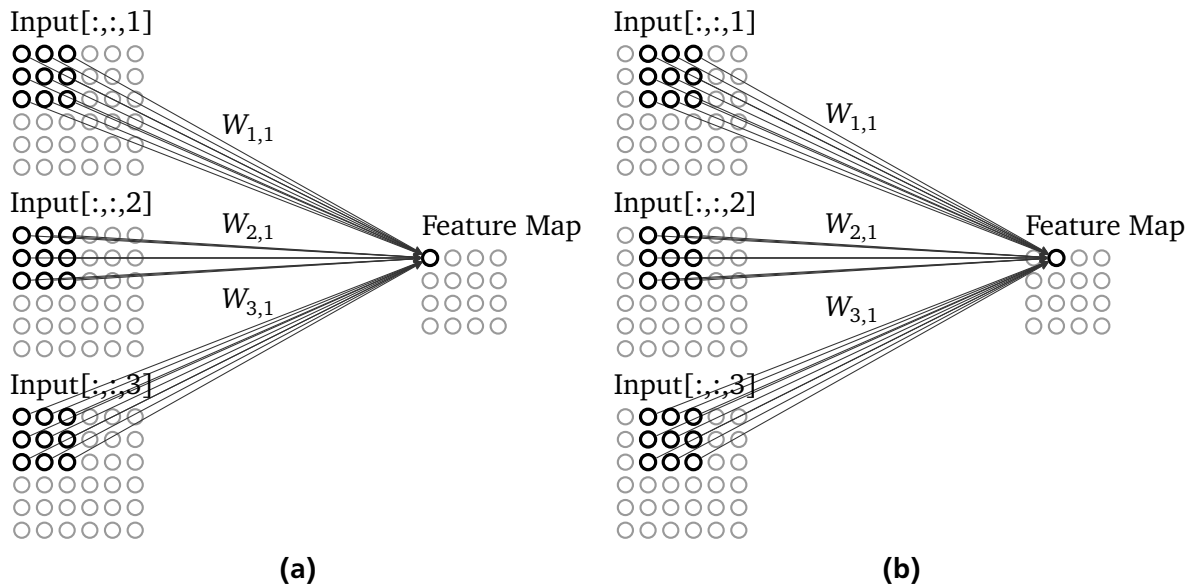 Input[:,:,1]
W1,1
Input[:,:,2]
W2,1
Feature Map
W3,1
Input[:,:,3]
(a)
Input[:,:,1]
W1,1
Input[:,:,2]
W2,1
Feature Map
W3,1
Input[:,:,3]
(b)